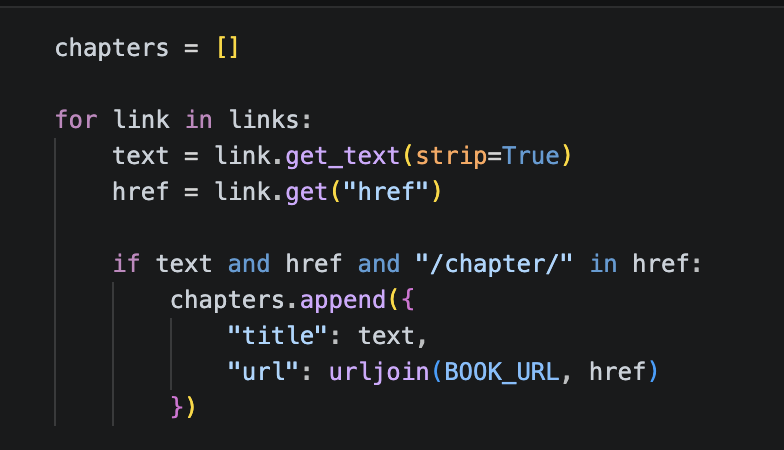 chapters = []
for link in links:
    text = link.get_text(strip=True)
    href = link.get("href")
    if text and href and "/chapter/" in href:
        chapters.append({
            "title": text,
            "url": urljoin(BOOK_URL, href)
        })